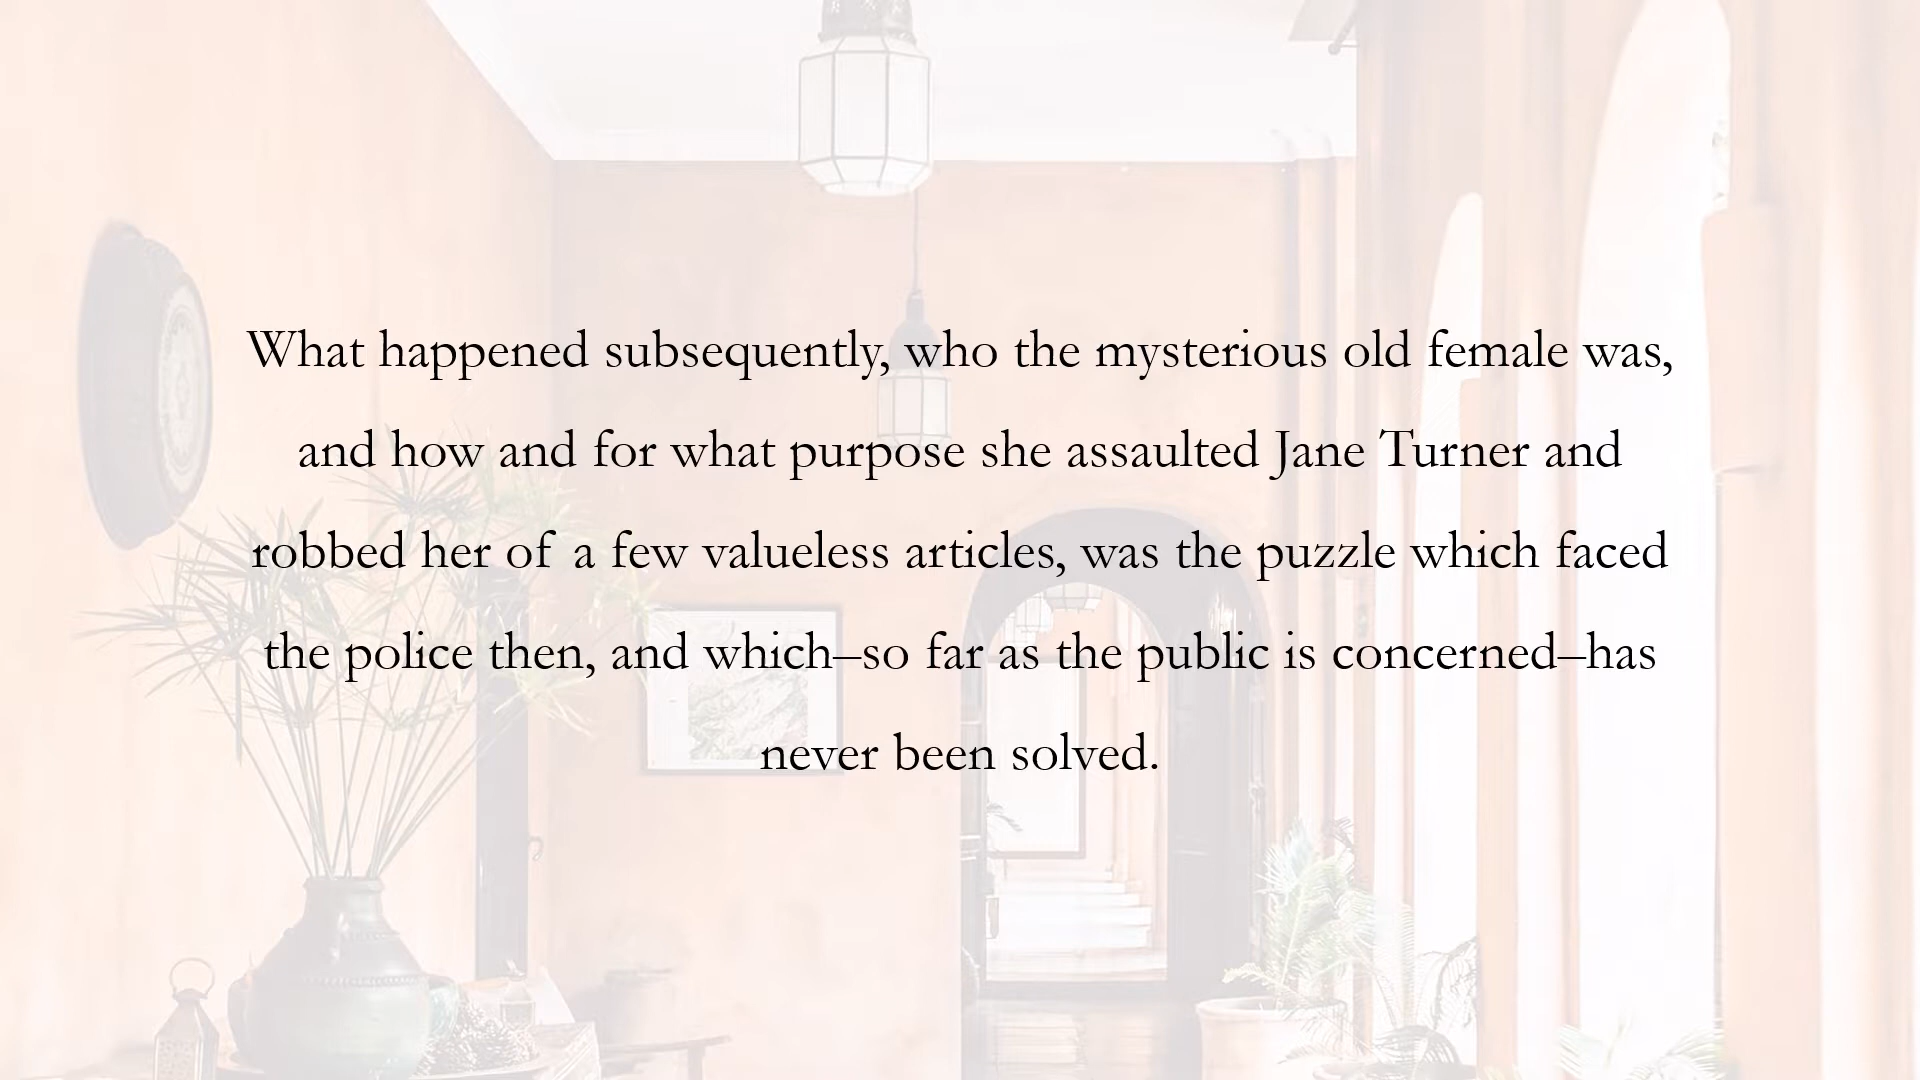 What happened subsequently, who the mysterious old female was,
and how and for what purpose she assaulted Jane Turner and
robbed her of a few valueless articles, was the puzzle which faced
the police then, and which–so far as the public is concerned–has
never been solved.